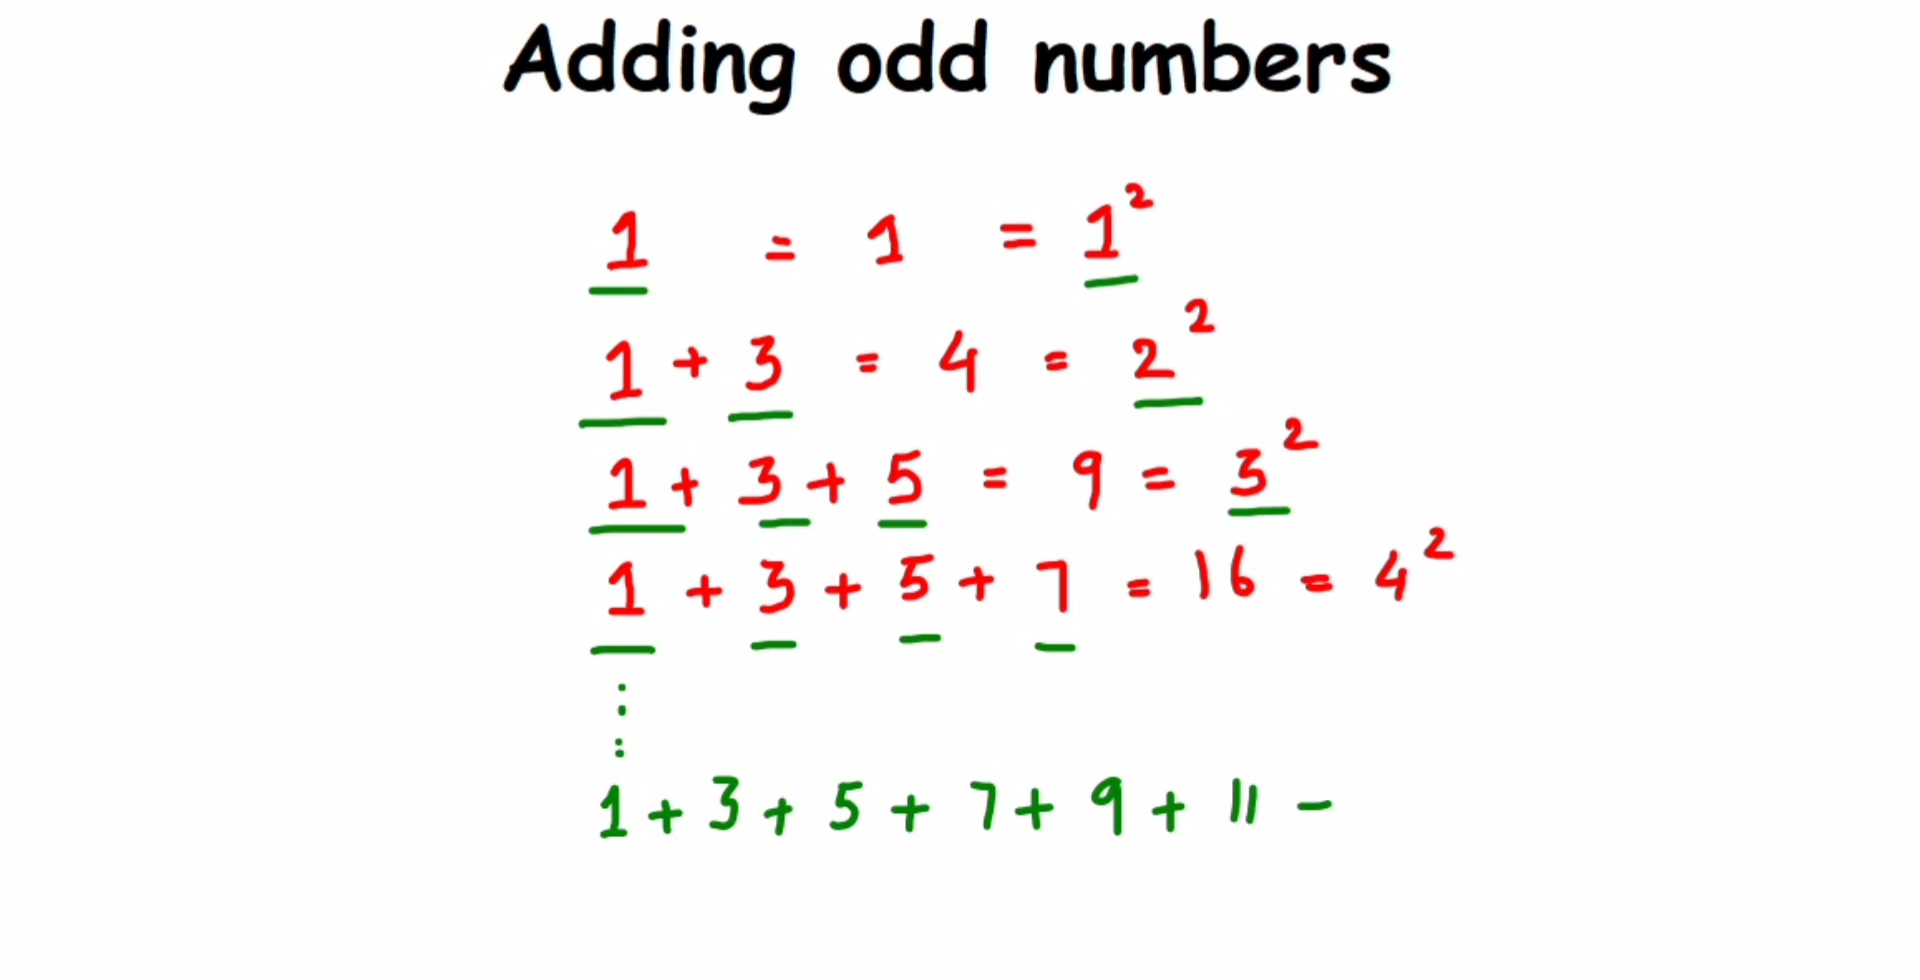 Adding odd numbers
1 = 1 = 1²
1 + 3 = 4 = 2²
1 + 3 + 5 = 9 = 3²
1 + 3 + 5 + 7 = 16 = 4²
:
:
1 + 3 + 5 + 7 + 9 + 11 -